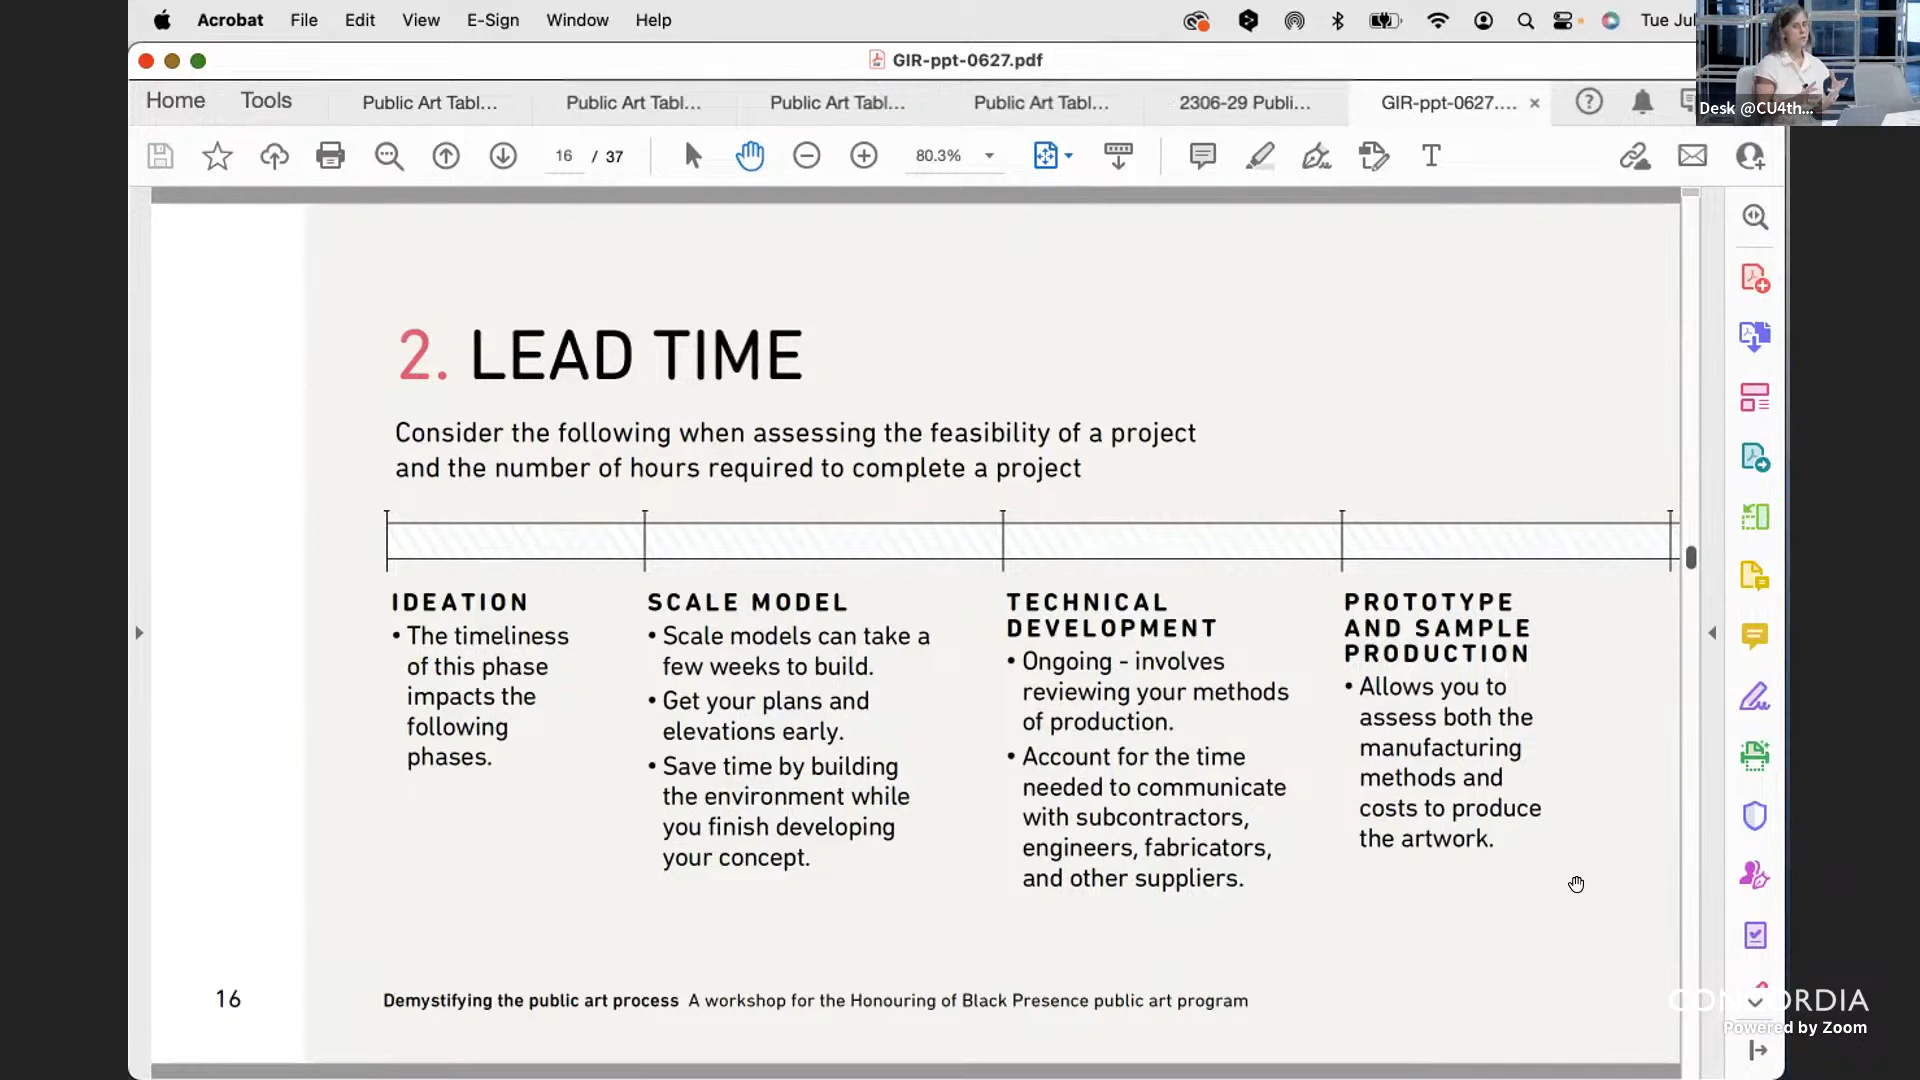 Acrobat File Edit View E-Sign Window Help Tue Jul
GIR-ppt-0627.pdf
Home Tools Public Art Tabl... Public Art Tabl... Public Art Tabl... Public Art Tabl... 2306-29 Publi... GIR-ppt-0627....
Desk @CU4th...
16 / 37 80.3%
2. LEAD TIME
Consider the following when assessing the feasibility of a project
and the number of hours required to complete a project
IDEATION
• The timeliness
of this phase
impacts the
following
phases.
SCALE MODEL
• Scale models can take a
few weeks to build.
• Get your plans and
elevations early.
• Save time by building
the environment while
you finish developing
your concept.
TECHNICAL
DEVELOPMENT
• Ongoing - involves
reviewing your methods
of production.
• Account for the time
needed to communicate
with subcontractors,
engineers, fabricators,
and other suppliers.
PROTOTYPE
AND SAMPLE
PRODUCTION
• Allows you to
assess both the
manufacturing
methods and
costs to produce
the artwork.
16 Demystifying the public art process A workshop for the Honouring of Black Presence public art program
CONCORDIA
Powered by Zoom